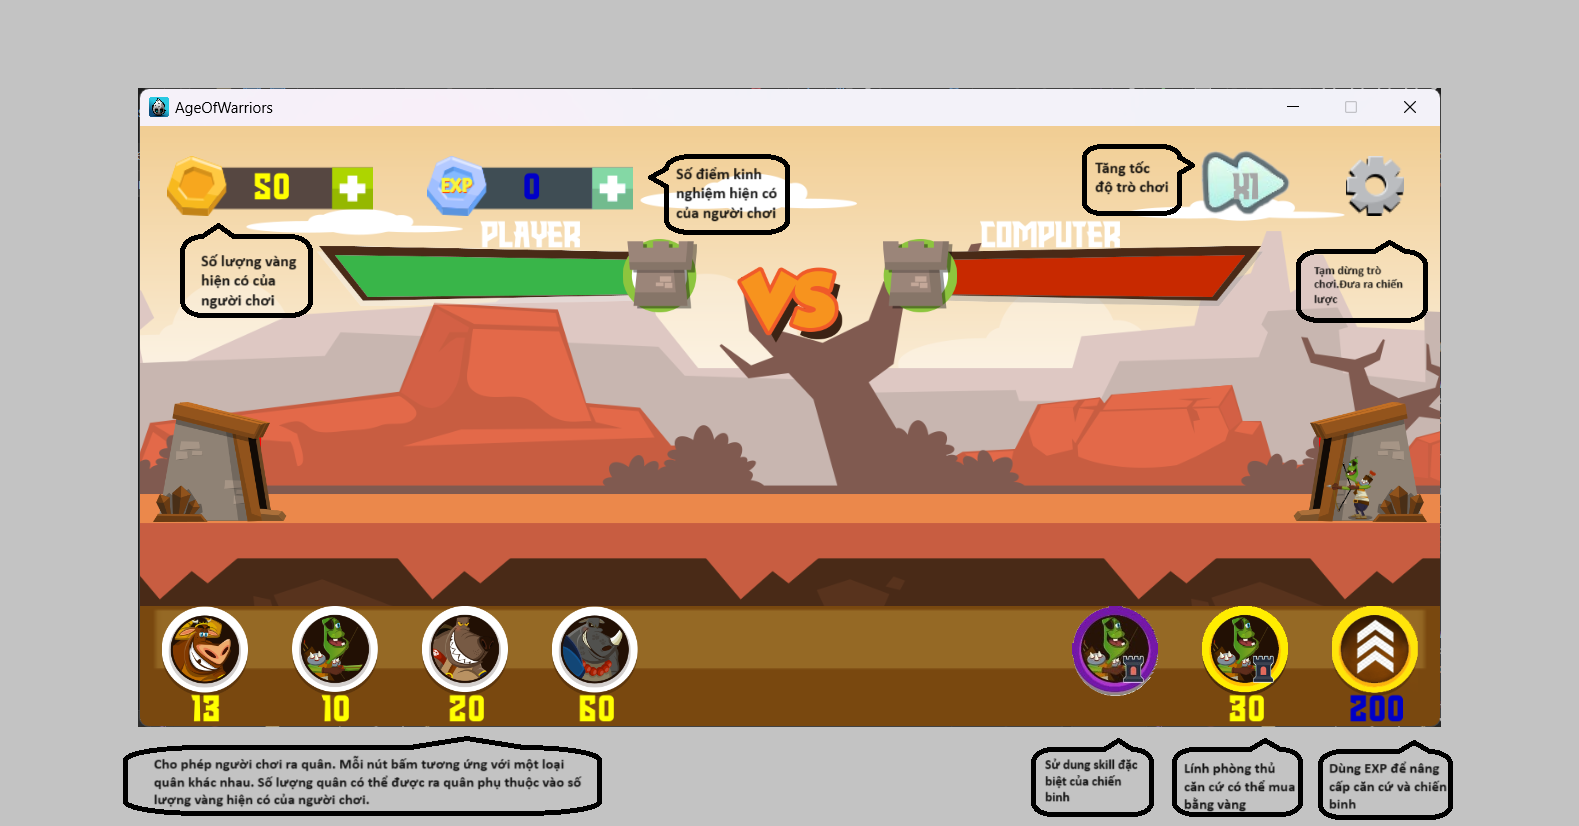 AgeOfWarriors
50
EXP
0
Số điểm kinh
nghiệm hiện có
của người chơi
Tăng tốc
độ trò chơi
X1
PLAYER
COMPUTER
Số lượng vàng
hiện có của
người chơi
VS
Tạm dừng trò
chơi.Đưa ra chiến
lược
13
10
20
60
30
200
Cho phép người chơi ra quân. Mỗi nút bấm tương ứng với một loại
quân khác nhau. Số lượng quân có thể được ra quân phụ thuộc vào số
lượng vàng hiện có của người chơi.
Sử dung skill đặc
biệt của chiến
binh
Lính phòng thủ
căn cứ có thể mua
bằng vàng
Dùng EXP để nâng
cấp căn cứ và chiến
binh